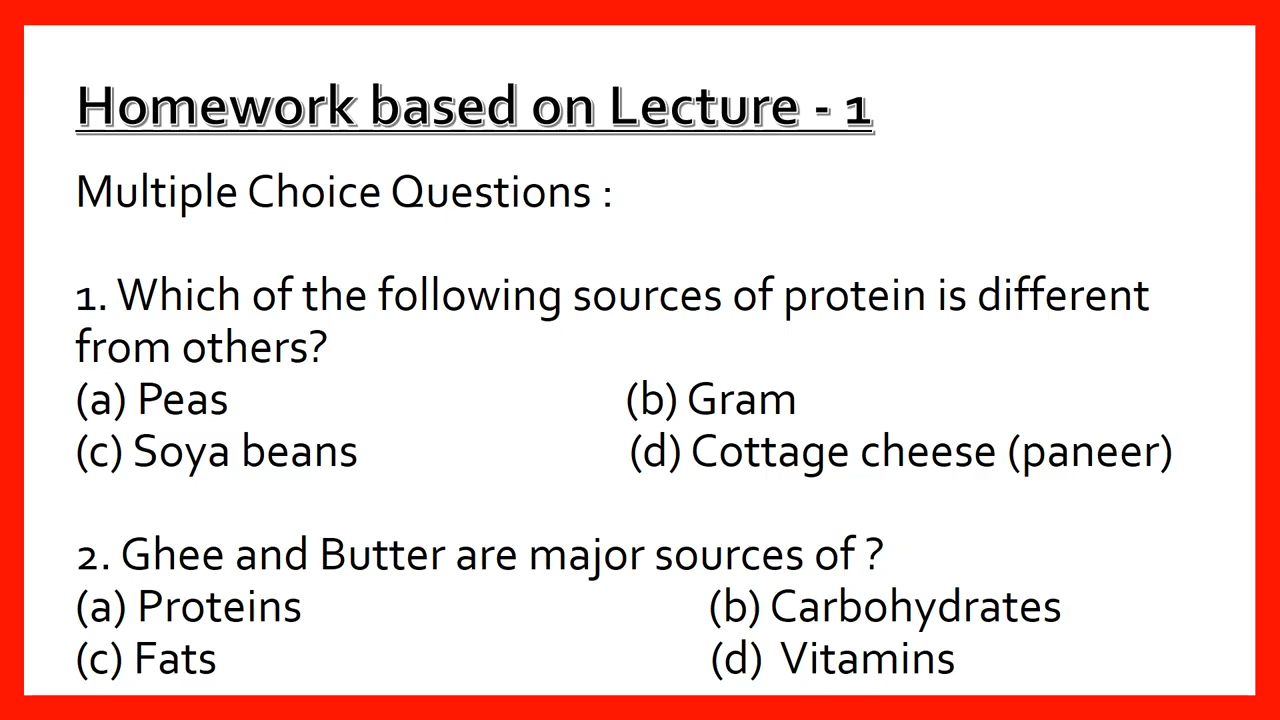 Homework based on Lecture - 1
Multiple Choice Questions :
1. Which of the following sources of protein is different
from others?
(a) Peas (b) Gram
(c) Soya beans (d) Cottage cheese (paneer)
2. Ghee and Butter are major sources of ?
(a) Proteins (b) Carbohydrates
(c) Fats (d) Vitamins